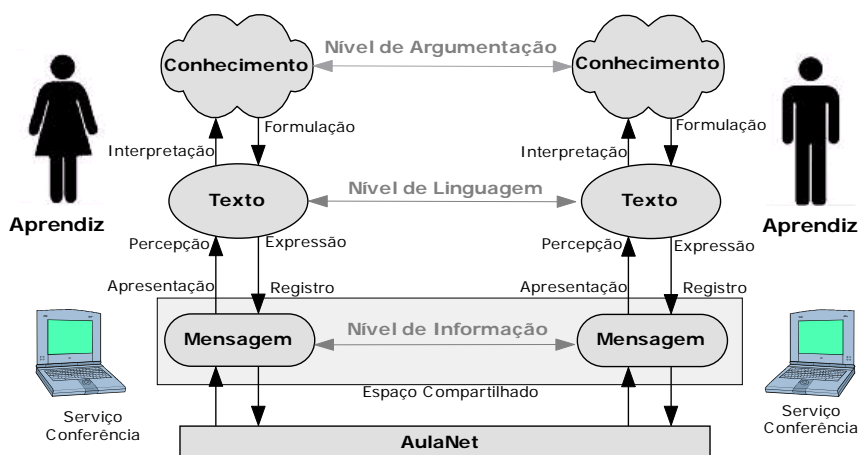 Nível de Argumentação
Conhecimento
Conhecimento
Formulação
Formulação
Interpretação
Interpretação
Texto
Nível de Linguagem
Texto
Aprendiz
Aprendiz
Percepção
Expressão
Percepção
Expressão
Apresentação
Registro
Apresentação
Registro
Mensagem
Nível de Informação
Mensagem
Espaço Compartilhado
Serviço
Conferência
Serviço
Conferência
AulaNet